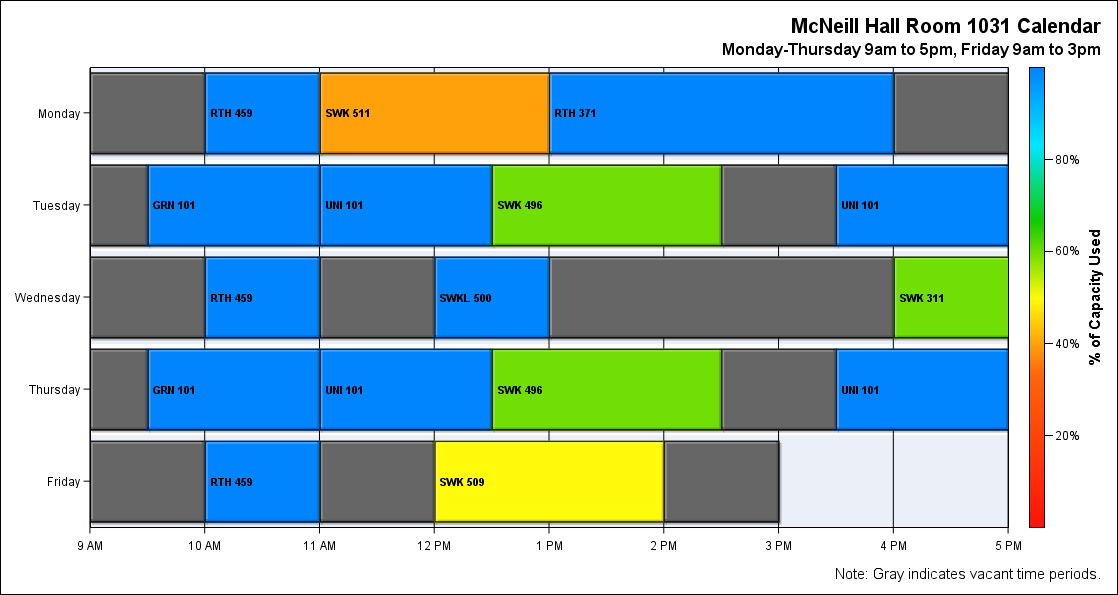 McNeill Hall Room 1031 Calendar
Monday-Thursday 9am to 5pm, Friday 9am to 3pm
Monday
RTH 459
SWK 511
RTH 371
Tuesday
GRN 101
UNI 101
SWK 496
UNI 101
Wednesday
RTH 459
SWKL 500
SWK 311
Thursday
GRN 101
UNI 101
SWK 496
UNI 101
Friday
RTH 459
SWK 509
9 AM
10 AM
11 AM
12 PM
1 PM
2 PM
3 PM
4 PM
5 PM
80%
60%
40%
20%
% of Capacity Used
Note: Gray indicates vacant time periods.